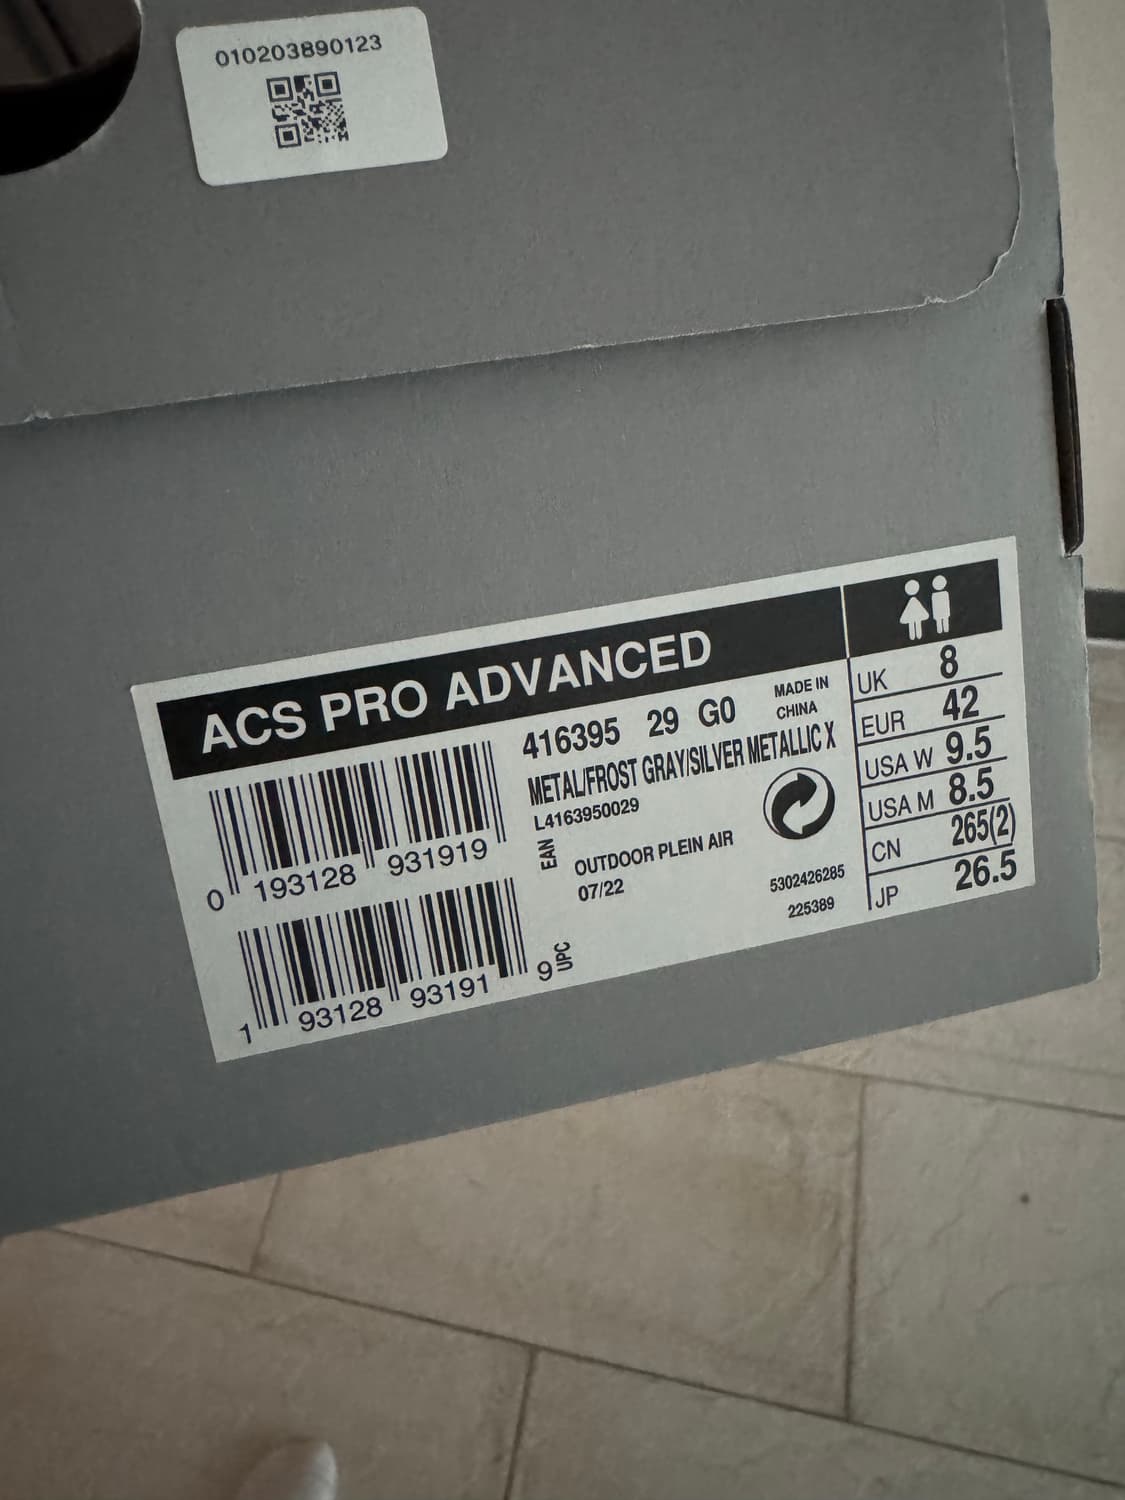 010203890123
ACS PRO ADVANCED
416395 29 G0
MADE IN
CHINA
METAL/FROST GRAY/SILVER METALLIC X
L4163950029
0 193128 931919
EAN
OUTDOOR PLEIN AIR
07/22
5302426285
225389
1 93128 93191 9
UPC
UK 8
EUR 42
USA W 9.5
USA M 8.5
CN 265(2)
JP 26.5